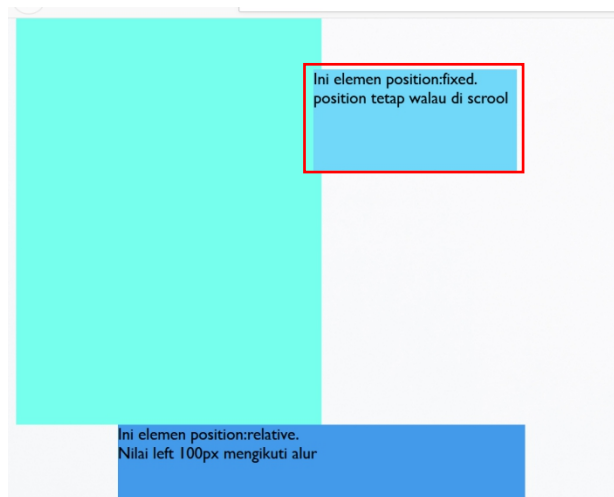 Ini elemen position:fixed.
position tetap walau di scrool
Ini elemen position:relative.
Nilai left 100px mengikuti alur